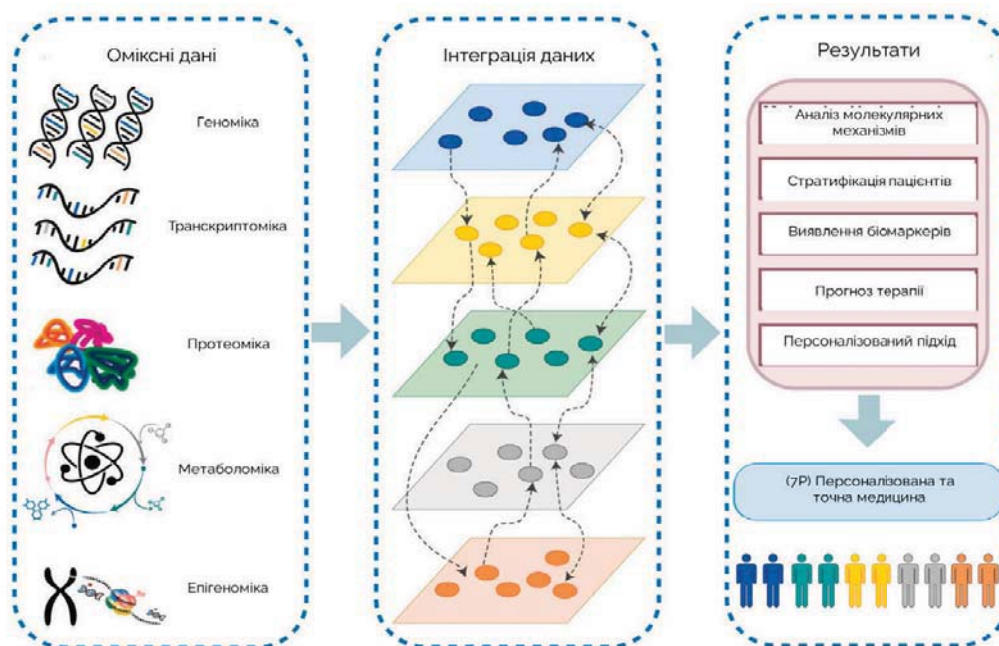 Оміксні дані
Геноміка
Транскриптоміка
Протеоміка
Метаболоміка
Епігеноміка
Інтеграція даних
Результати
Аналіз молекулярних
механізмів
Стратифікація пацієнтів
Виявлення біомаркерів
Прогноз терапії
Персоналізований підхід
(7P) Персоналізована та
точна медицина